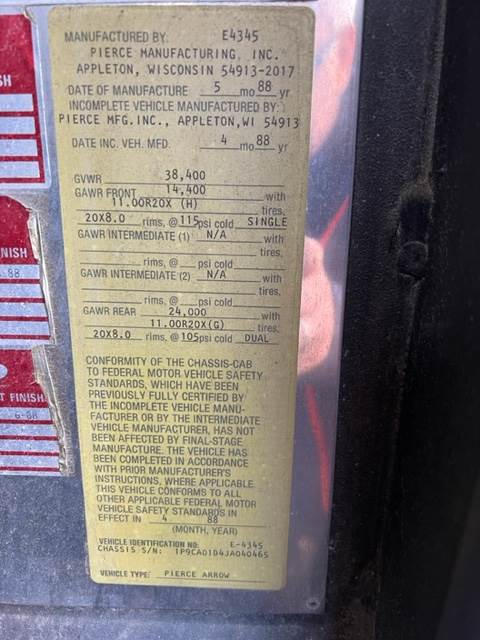 MANUFACTURED BY: E4345
PIERCE MANUFACTURING, INC.
APPLETON, WISCONSIN 54913-2017
DATE OF MANUFACTURE 5 mo 88 yr
INCOMPLETE VEHICLE MANUFACTURED BY:
PIERCE MFG.INC., APPLETON,WI 54913
DATE INC. VEH. MFD. 4 mo 88 yr
GVWR 38,400
GAWR FRONT 14,400 with
11.00R20X (H) tires,
20X8.0 rims, @ 115 psi cold SINGLE
GAWR INTERMEDIATE (1) N/A with
tires,
rims, @ psi cold
GAWR INTERMEDIATE (2) N/A with
tires,
rims, @ psi cold
GAWR REAR 24,000 with
11.00R20X(G) tires,
20X8.0 rims, @ 105 psi cold DUAL
CONFORMITY OF THE CHASSIS-CAB
TO FEDERAL MOTOR VEHICLE SAFETY
STANDARDS, WHICH HAVE BEEN
PREVIOUSLY FULLY CERTIFIED BY
THE INCOMPLETE VEHICLE MANU-
FACTURER OR BY THE INTERMEDIATE
VEHICLE MANUFACTURER, HAS NOT
BEEN AFFECTED BY FINAL-STAGE
MANUFACTURE. THE VEHICLE HAS
BEEN COMPLETED IN ACCORDANCE
WITH PRIOR MANUFACTURER'S
INSTRUCTIONS, WHERE APPLICABLE.
THIS VEHICLE CONFORMS TO ALL
OTHER APPLICABLE FEDERAL MOTOR
VEHICLE SAFETY STANDARDS IN
EFFECT IN 4 88
(MONTH, YEAR)
VEHICLE IDENTIFICATION NO: E-4345
CHASSIS S/N: 1P9CA01D4JA040465
VEHICLE TYPE: PIERCE ARROW
SH
NISH
88
T FINISH
6-88